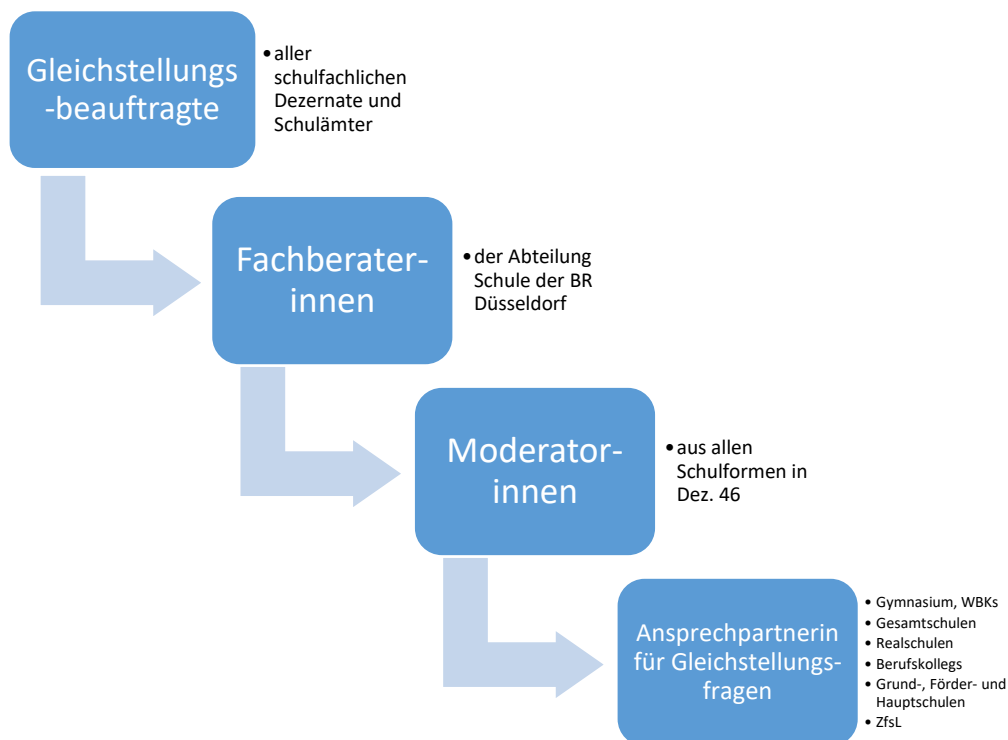 Gleichstellungs
-beauftragte
•aller
schulfachlichen
Dezernate und
Schulämter
Fachberater-
innen
•der Abteilung
Schule der BR
Düsseldorf
Moderator-
innen
•aus allen
Schulformen in
Dez. 46
Ansprechpartnerin
für Gleichstellungs-
fragen
• Gymnasium, WBKs
• Gesamtschulen
• Realschulen
• Berufskollegs
• Grund-, Förder- und
Hauptschulen
• ZfsL